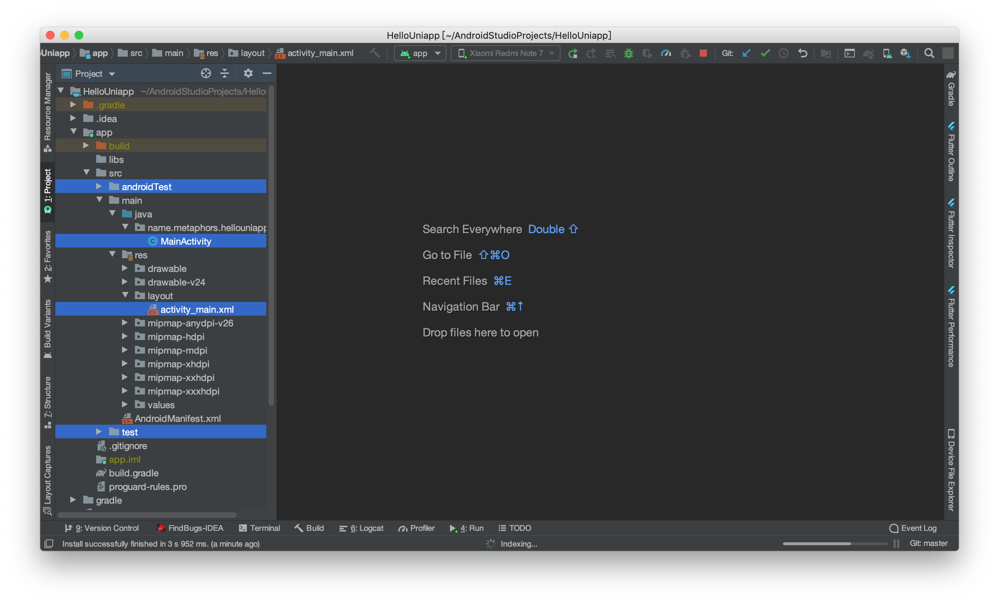 HelloUniapp [~/AndroidStudioProjects/HelloUniapp]
oUniapp app src main res layout activity_main.xml app Xiaomi Redmi Note 7 Git:
Project
HelloUniapp ~/AndroidStudioProjects/Hello
.gradle
.idea
app
build
libs
src
androidTest
main
java
name.metaphors.hellouniapp
MainActivity
res
drawable
drawable-v24
layout
activity_main.xml
mipmap-anydpi-v26
mipmap-hdpi
mipmap-mdpi
mipmap-xhdpi
mipmap-xxhdpi
mipmap-xxxhdpi
values
AndroidManifest.xml
test
.gitignore
app.iml
build.gradle
proguard-rules.pro
gradle
Resource Manager
1: Project
2: Favorites
Build Variants
7: Structure
Layout Captures
Search Everywhere Double ⇧
Go to File ⇧⌘O
Recent Files ⌘E
Navigation Bar ⌘↑
Drop files here to open
Gradle
Flutter Outline
Flutter Inspector
Flutter Performance
Device File Explorer
9: Version Control FindBugs-IDEA Terminal Build 6: Logcat Profiler 4: Run TODO Event Log
Install successfully finished in 3 s 952 ms. (a minute ago) Indexing... Git: master